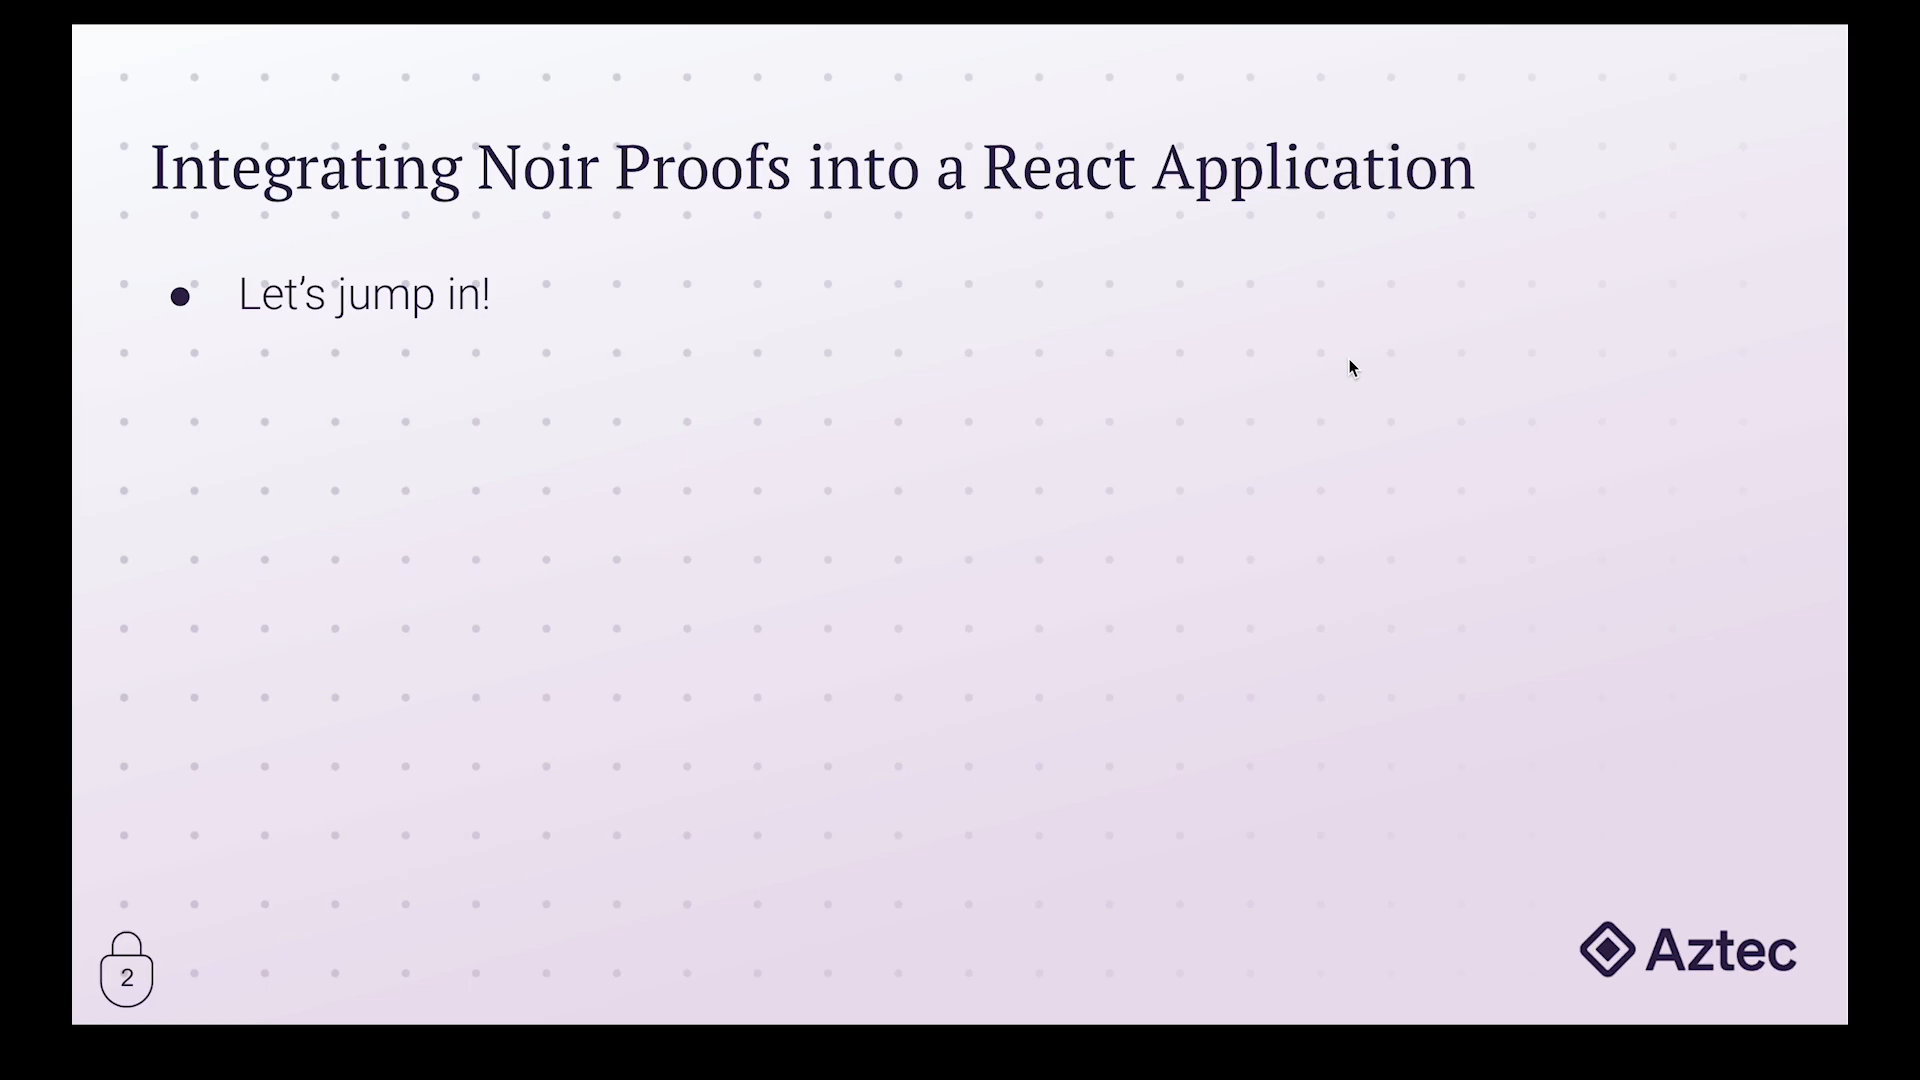 Integrating Noir Proofs into a React Application
● Let’s jump in!
2
Aztec